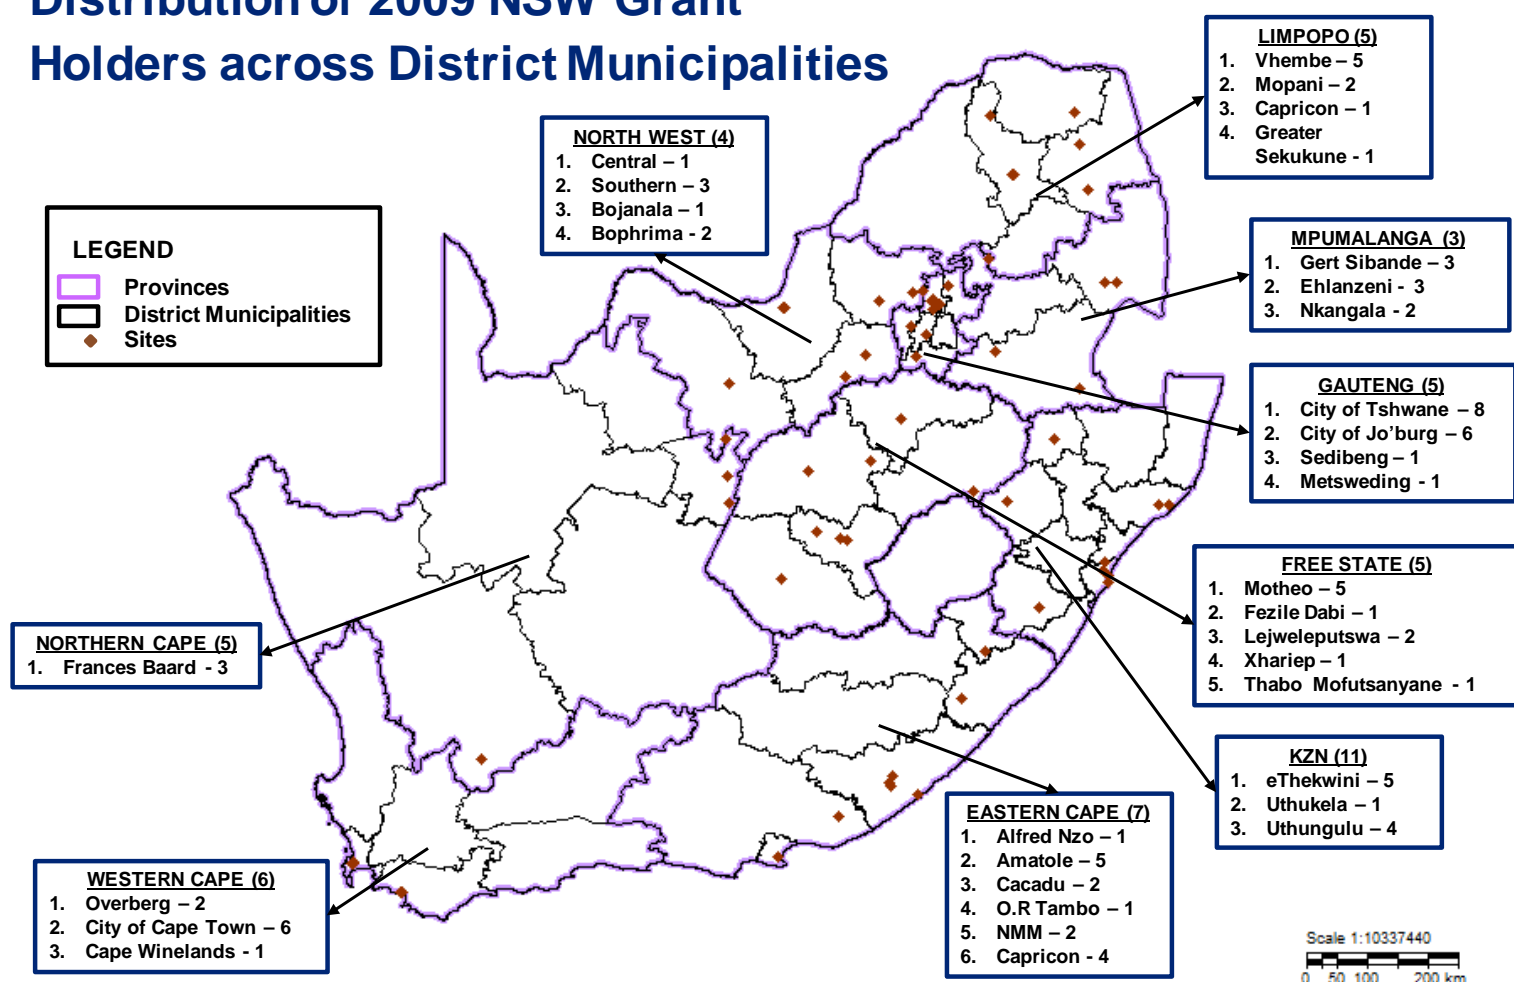 Distribution of 2009 NSW Grant
Holders across District Municipalities
LIMPOPO (5)
1. Vhembe – 5
2. Mopani – 2
3. Capricon – 1
4. Greater
Sekukune - 1
NORTH WEST (4)
1. Central – 1
2. Southern – 3
3. Bojanala – 1
4. Bophrima - 2
LEGEND
Provinces
District Municipalities
Sites
MPUMALANGA (3)
1. Gert Sibande – 3
2. Ehlanzeni - 3
3. Nkangala - 2
GAUTENG (5)
1. City of Tshwane – 8
2. City of Jo’burg – 6
3. Sedibeng – 1
4. Metsweding - 1
FREE STATE (5)
1. Motheo – 5
2. Fezile Dabi – 1
3. Lejweleputswa – 2
4. Xhariep – 1
5. Thabo Mofutsanyane - 1
NORTHERN CAPE (5)
1. Frances Baard - 3
KZN (11)
1. eThekwini – 5
2. Uthukela – 1
3. Uthungulu – 4
EASTERN CAPE (7)
1. Alfred Nzo – 1
2. Amatole – 5
3. Cacadu – 2
4. O.R Tambo – 1
5. NMM – 2
6. Capricon - 4
WESTERN CAPE (6)
1. Overberg – 2
2. City of Cape Town – 6
3. Cape Winelands - 1
Scale 1:10337440
0 50 100 200 km